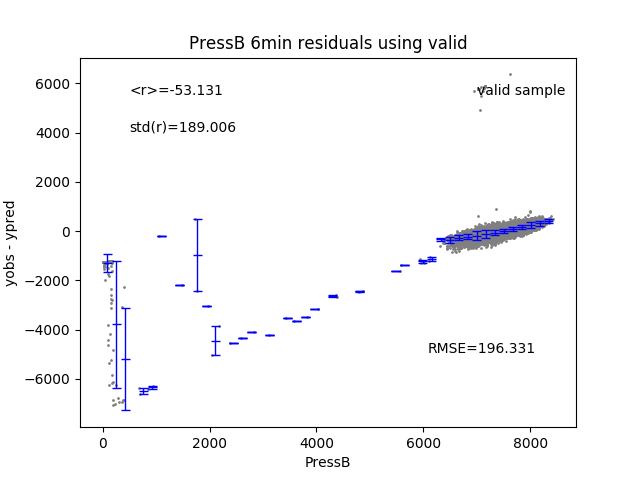 PressB 6min residuals using valid
6000
<r>=-53.131
valid sample
4000
std(r)=189.006
2000
yobs - ypred
0
−2000
−4000
RMSE=196.331
−6000
0 2000 4000 6000 8000
PressB